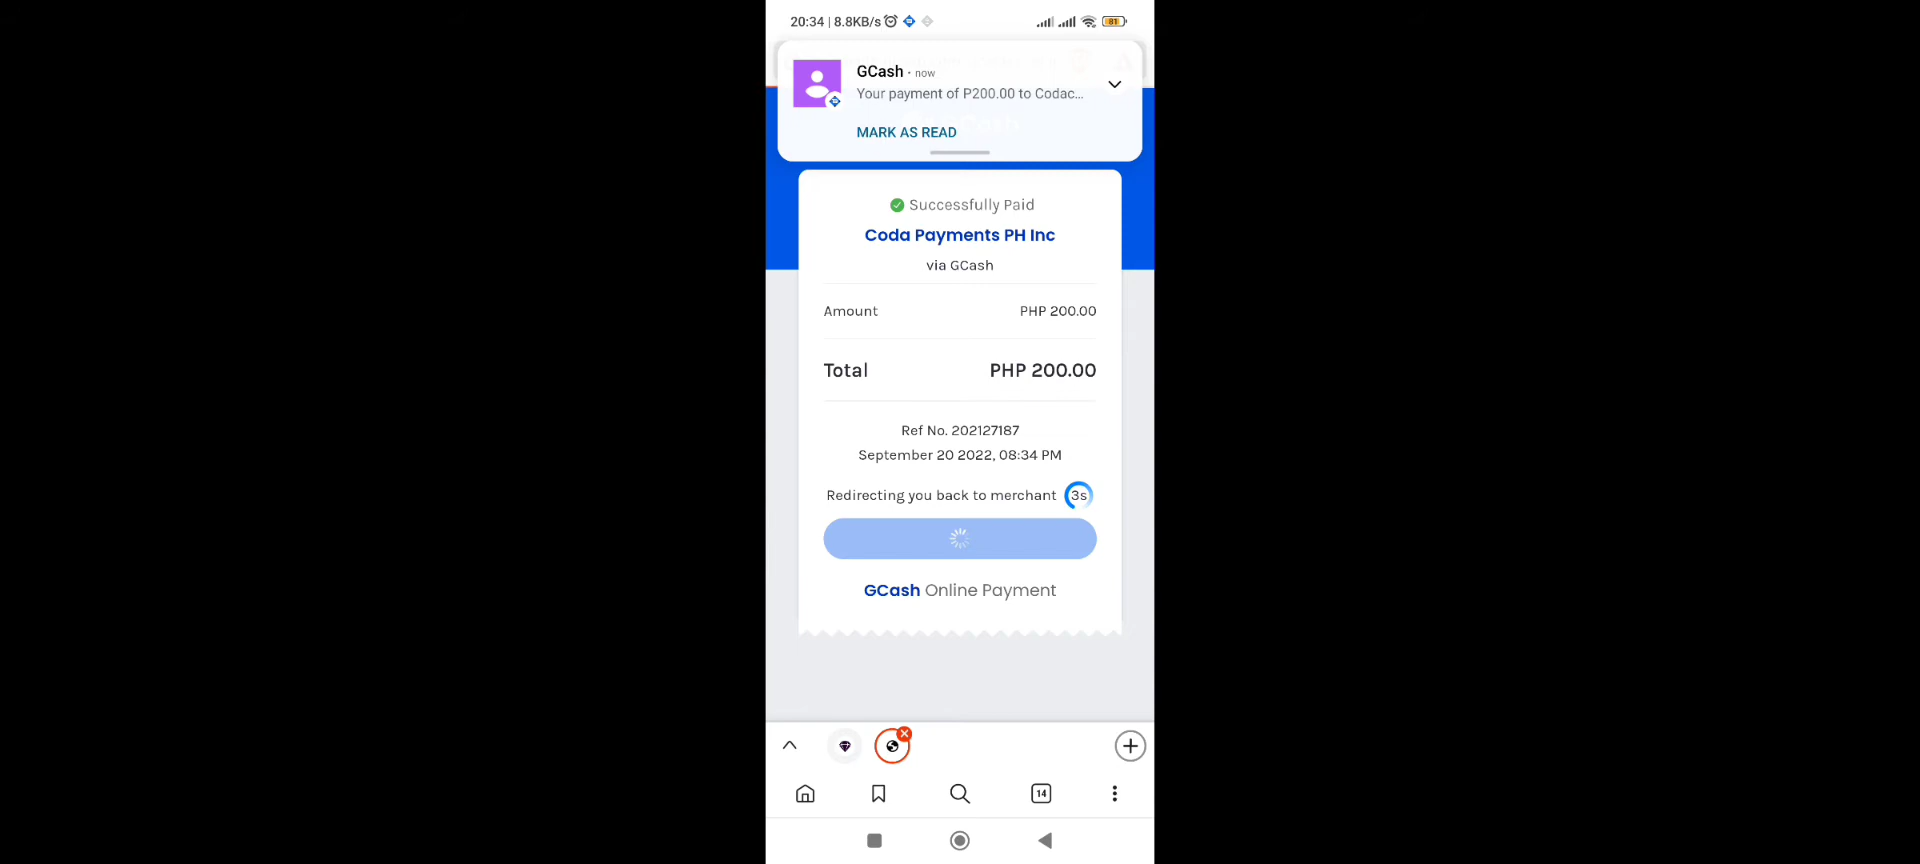 20:34 | 8.8KB/s
81
GCash · now
Your payment of P200.00 to Codac...
MARK AS READ
Successfully Paid
Coda Payments PH Inc
via GCash
Amount PHP 200.00
Total PHP 200.00
Ref No. 202127187
September 20 2022, 08:34 PM
Redirecting you back to merchant 3s
GCash Online Payment
14